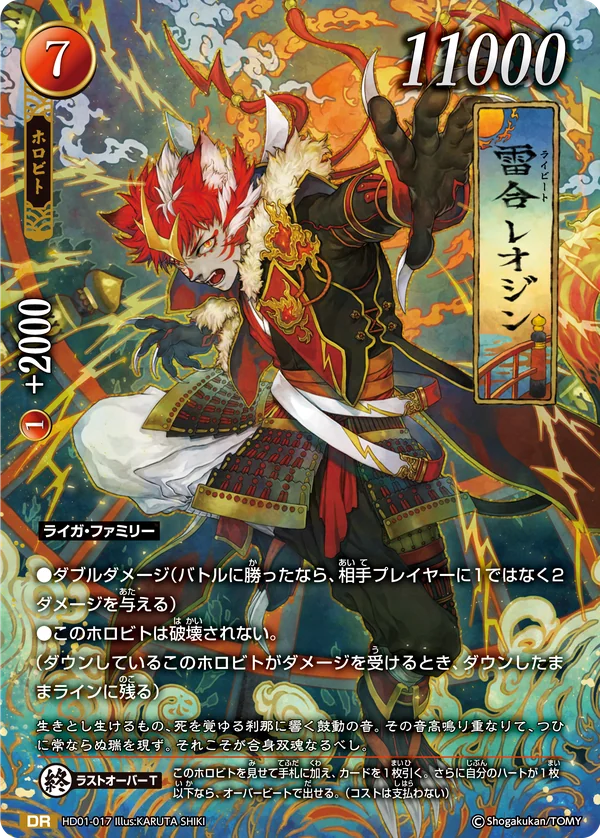 7
11000
ホロビト
ライビート
雷合レオジン
+2000
1
ライガ・ファミリー
●ダブルダメージ(バトルに勝ったなら、相手プレイヤーに1ではなく2
ダメージを与える)
●このホロビトは破壊されない。
(ダウンしているこのホロビトがダメージを受けるとき、ダウンしたま
まラインに残る)
生きとし生けるもの、死を覚ゆる刹那に響く鼓動の音。その音高鳴り重なりて、つひ
に常ならぬ瑞を現ず。それこそが合身双魂なるべし。
終 ラストオーバーT
このホロビトを見せて手札に加え、カードを1枚引く。さらに自分のハートが1枚
以下なら、オーバービートで出せる。(コストは支払わない)
DR HD01-017 Illus:KARUTA SHIKI
©Shogakukan/TOMY